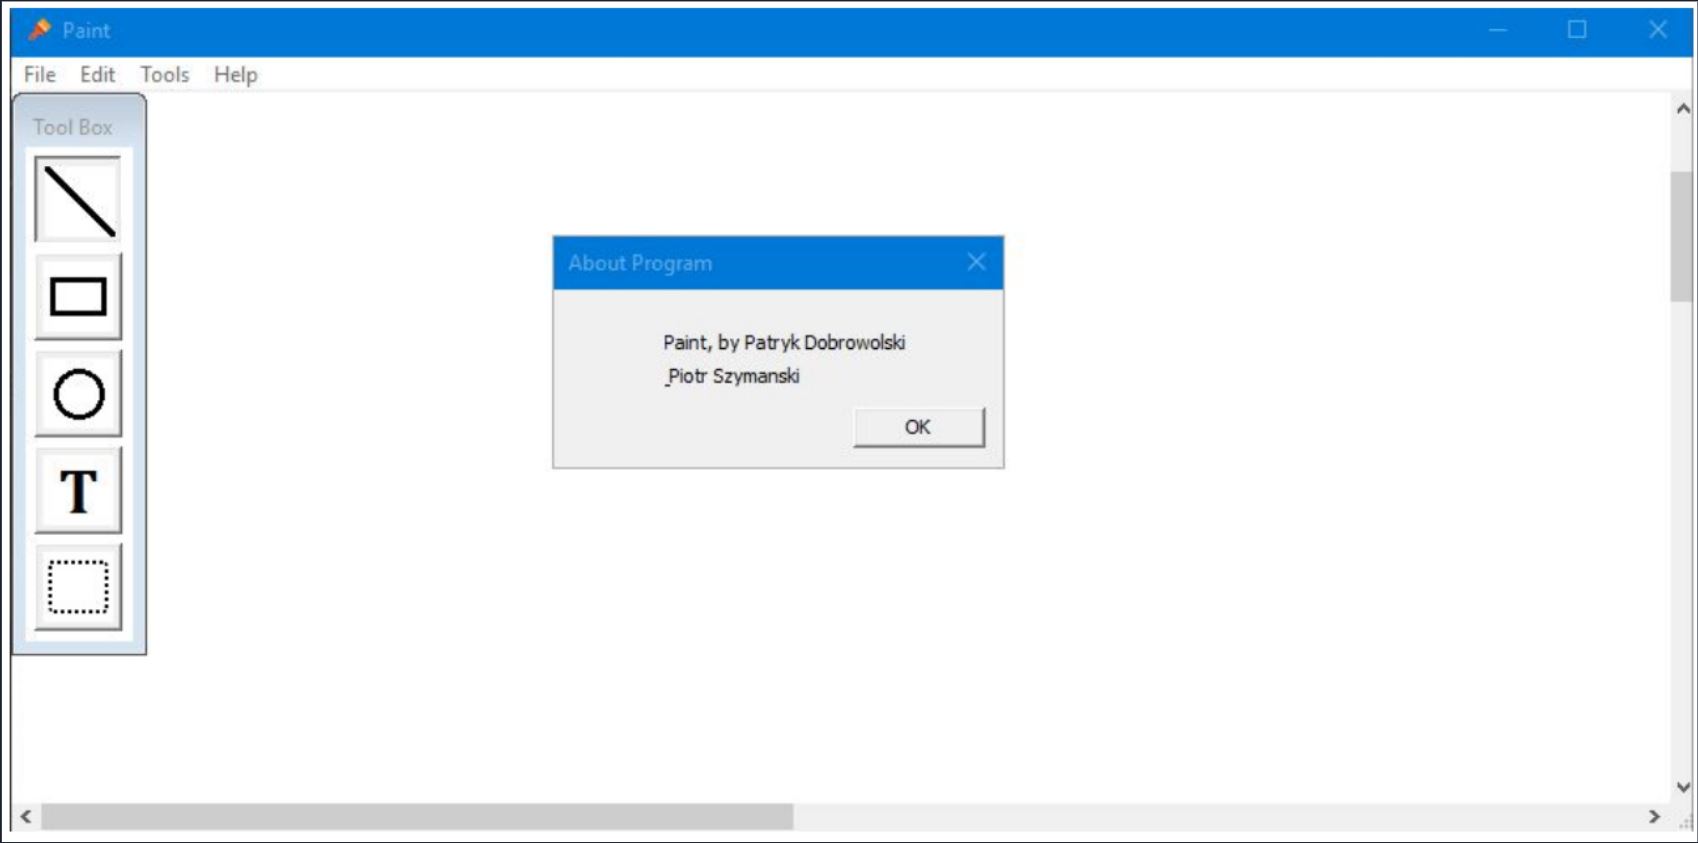 Paint
File Edit Tools Help
Tool Box
T
About Program
Paint, by Patryk Dobrowolski
_Piotr Szymanski
OK